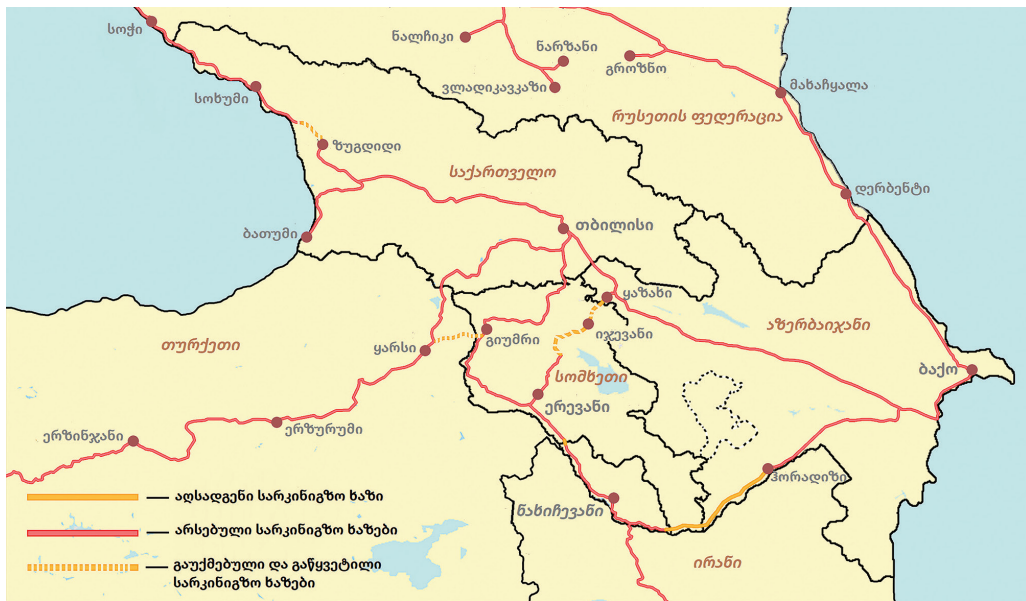 სოჭი
ნალჩიკი
ნარზანი
გროზნო
ვლადიკავკაზი
მახაჩყალა
სოხუმი
რუსეთის ფედერაცია
ზუგდიდი
საქართველო
დერბენტი
ბათუმი
თბილისი
ყაზახი
თურქეთი
ყარსი
გიუმრი
იჯევანი
აზერბაიჯანი
სომხეთი
ბაქო
ერევანი
ერზინჯანი
ერზურუმი
ჰორადიზი
ნახიჩევანი
ირანი
— აღსადგენი სარკინიგზო ხაზი
— არსებული სარკინიგზო ხაზები
— გაუქმებული და გაწყვეტილი
სარკინიგზო ხაზები